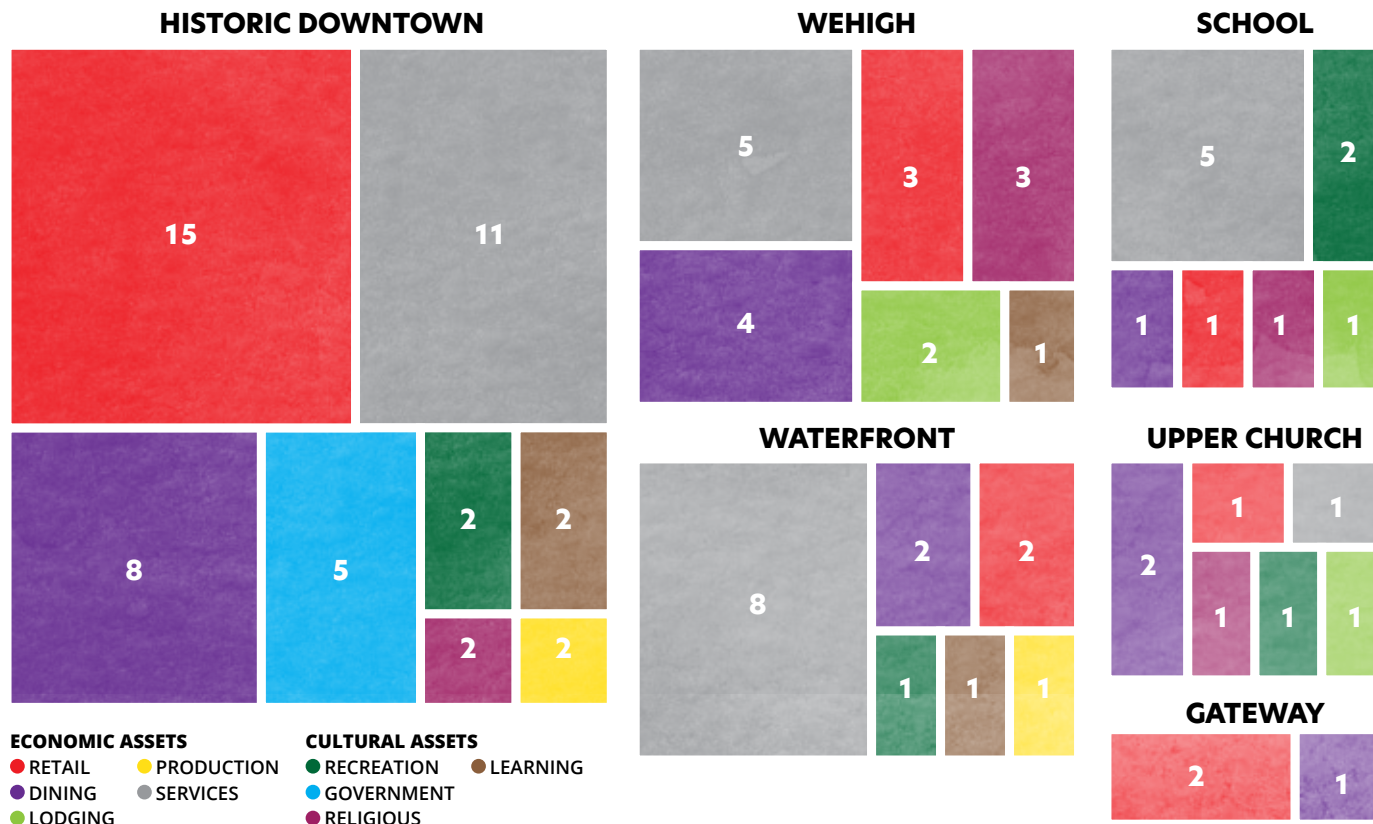 HISTORIC DOWNTOWN
15
11
8
5
2
2
2
2
WEHIGH
5
3
3
4
2
1
SCHOOL
5
2
1
1
1
1
WATERFRONT
8
2
2
1
1
1
UPPER CHURCH
2
1
1
1
1
1
GATEWAY
2
1
ECONOMIC ASSETS
RETAIL
PRODUCTION
DINING
SERVICES
LODGING
CULTURAL ASSETS
RECREATION
LEARNING
GOVERNMENT
RELIGIOUS